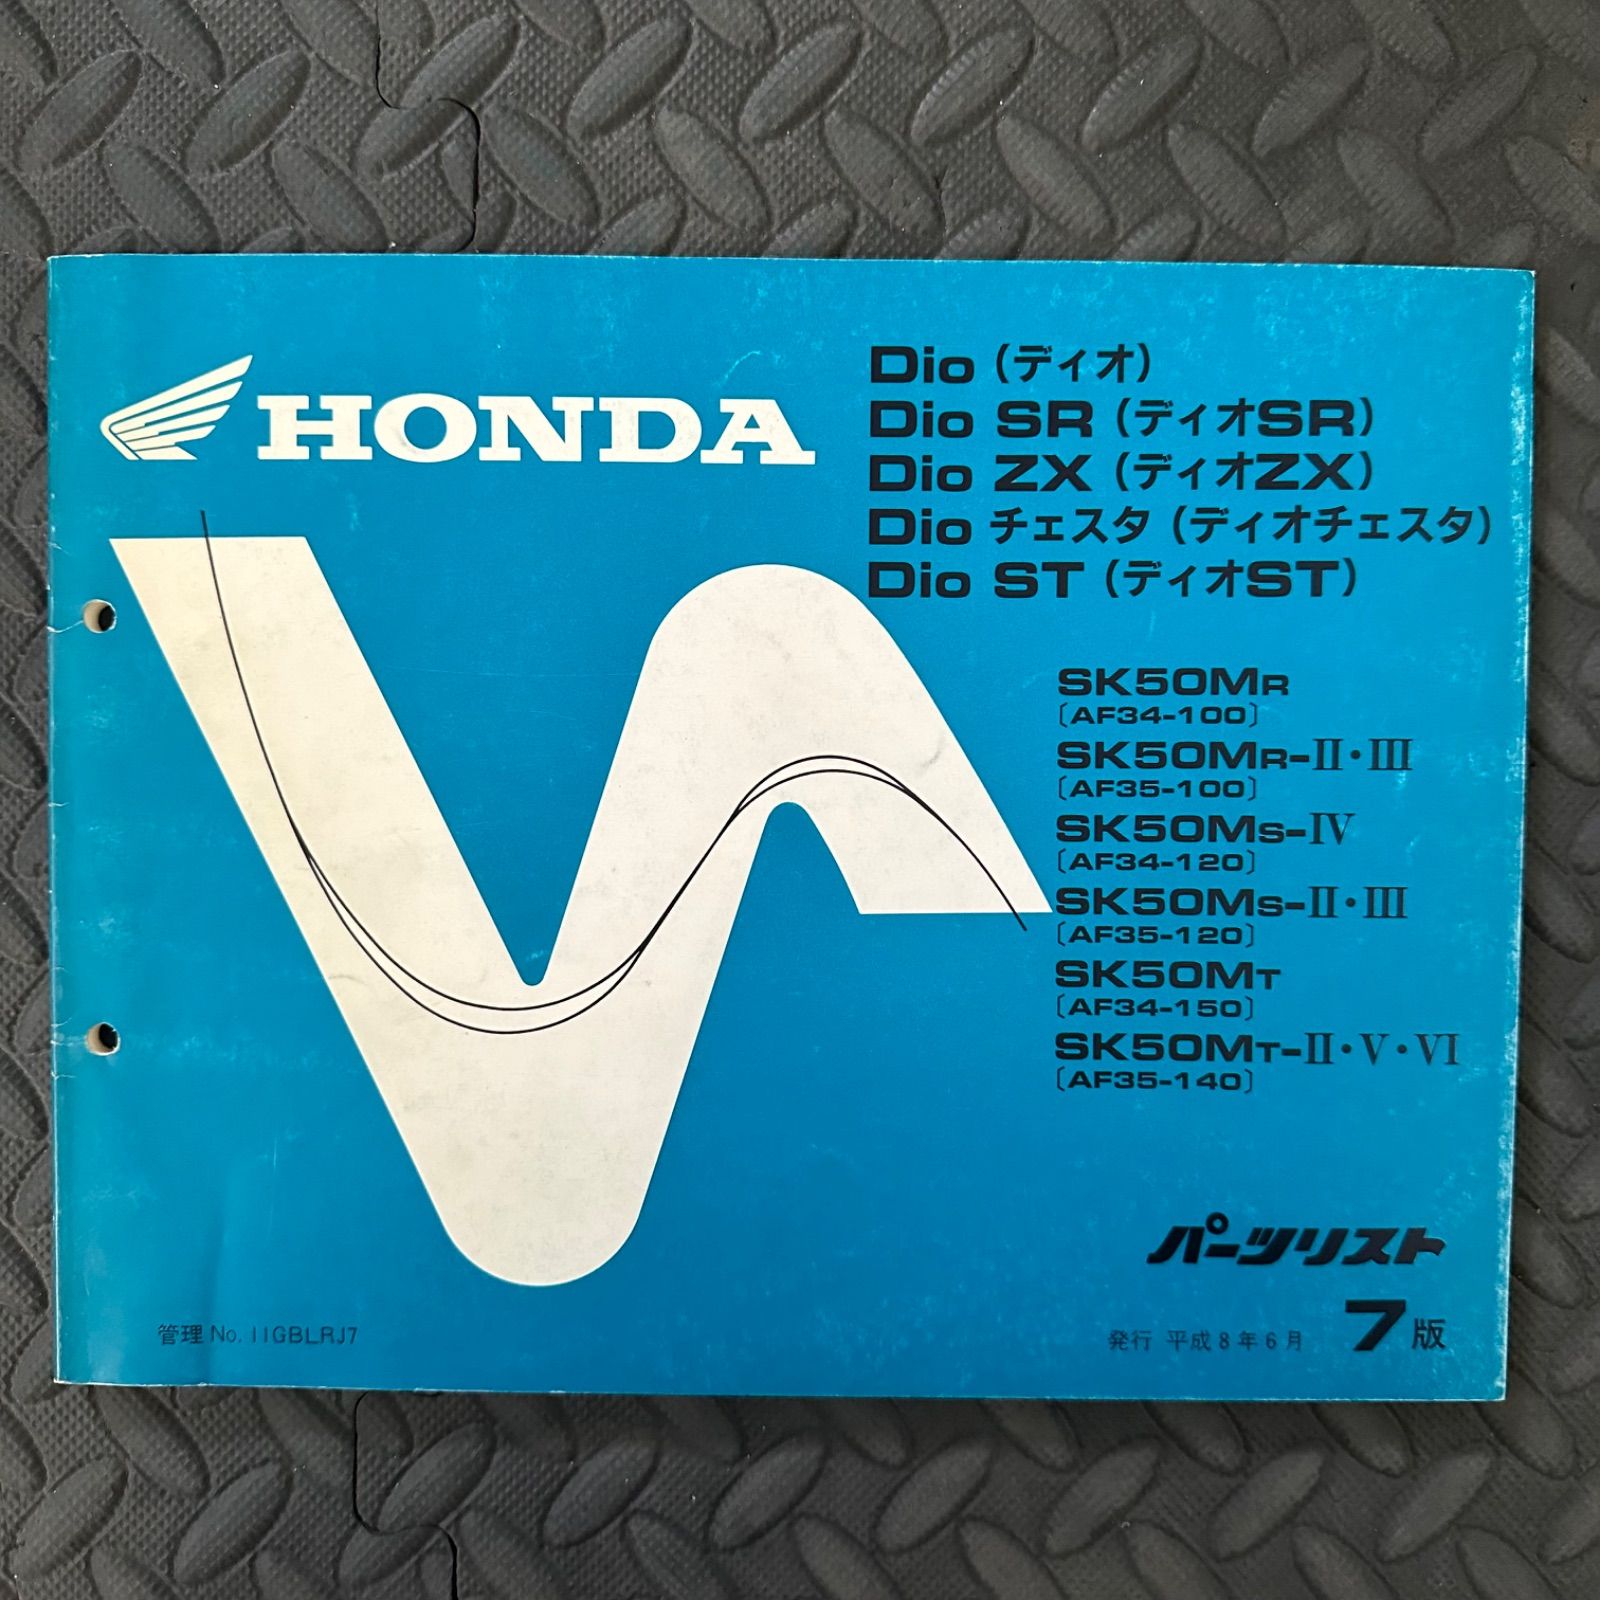 HONDA
Dio (ディオ)
Dio SR (ディオSR)
Dio ZX (ディオZX)
Dio チェスタ (ディオチェスタ)
Dio ST (ディオST)
SK50MR
〔AF34-100〕
SK50MR-II・III
〔AF35-100〕
SK50MS-IV
〔AF34-120〕
SK50MS-II・III
〔AF35-120〕
SK50MT
〔AF34-150〕
SK50MT-II・V・VI
〔AF35-140〕
パーツリスト
管理 No. 11GBLRJ7
発行 平成8年6月 7版